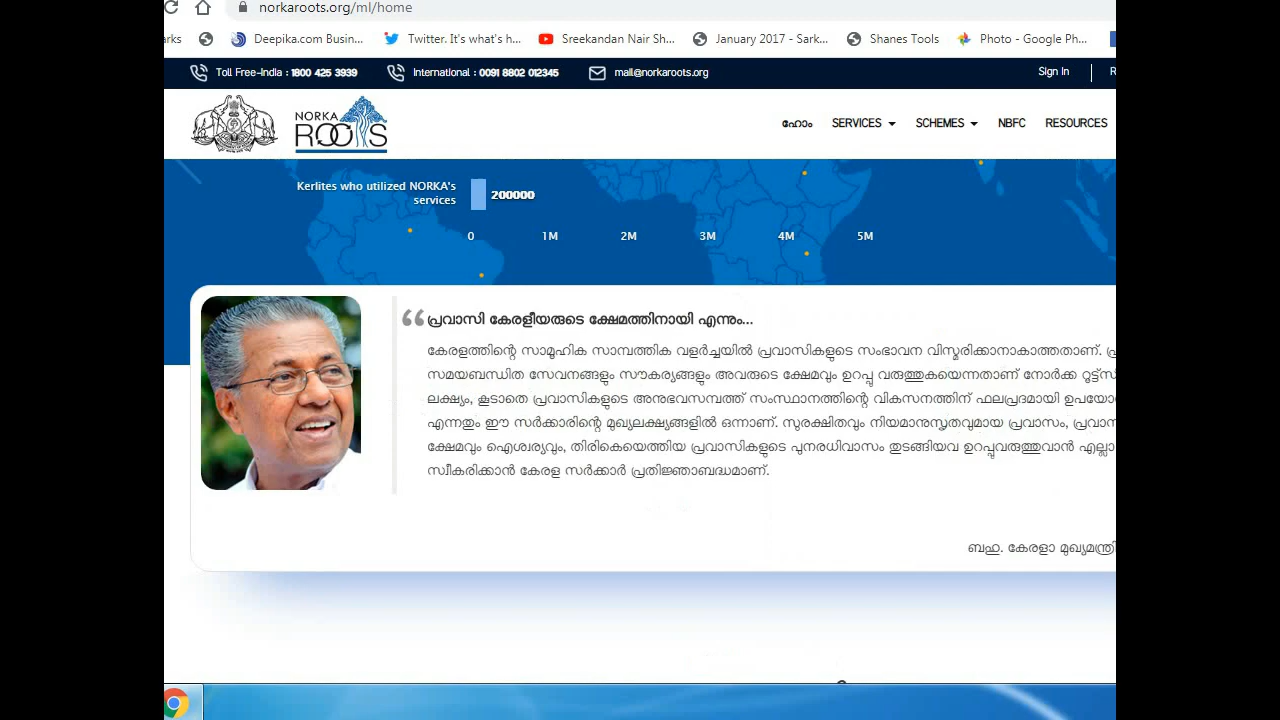 norkaroots.org/ml/home
arks Deepika.com Busin... Twitter. It's what's h... Sreekandan Nair Sh... January 2017 - Sark... Shanes Tools Photo - Google Ph...
Toll Free-India : 1800 425 3939 International : 0091 8802 012345 mail@norkaroots.org Sign In R
NORKA ROOTS
ഹോം SERVICES SCHEMES NBFC RESOURCES
Kerlites who utilized NORKA's
services
200000
0 1M 2M 3M 4M 5M
“പ്രവാസി കേരളീയരുടെ ക്ഷേമത്തിനായി എന്നും...
കേരളത്തിന്റെ സാമൂഹിക സാമ്പത്തിക വളർച്ചയിൽ പ്രവാസികളുടെ സംഭാവന വിസ്മരിക്കാനാകാത്തതാണ്.
സമയബന്ധിത സേവനങ്ങളും സൗകര്യങ്ങളും അവരുടെ ക്ഷേമവും ഉറപ്പു വരുത്തുകയെന്നതാണ് നോർക്ക റൂട്ട്സി
ലക്ഷ്യം, കൂടാതെ പ്രവാസികളുടെ അനുഭവസമ്പത്ത് സംസ്ഥാനത്തിന്റെ വികസനത്തിന് ഫലപ്രദമായി ഉപയോ
എന്നതും ഈ സർക്കാരിന്റെ മുഖ്യലക്ഷ്യങ്ങളിൽ ഒന്നാണ്. സുരക്ഷിതവും നിയമാനുസൃതവുമായ പ്രവാസം, പ്രവാസ
ക്ഷേമവും ഐശ്വര്യവും, തിരികെയെത്തിയ പ്രവാസികളുടെ പുനരധിവാസം തുടങ്ങിയവ ഉറപ്പുവരുത്തുവാൻ എല്ലാ
സ്വീകരിക്കാൻ കേരള സർക്കാർ പ്രതിജ്ഞാബദ്ധമാണ്.
ബഹു. കേരളാ മുഖ്യമന്ത്രി